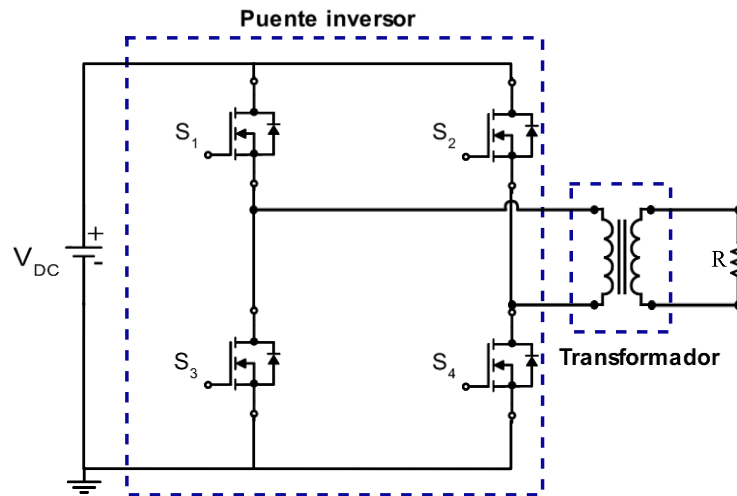 Puente inversor
S1
S2
+
VDC
-
R
S3
S4
Transformador